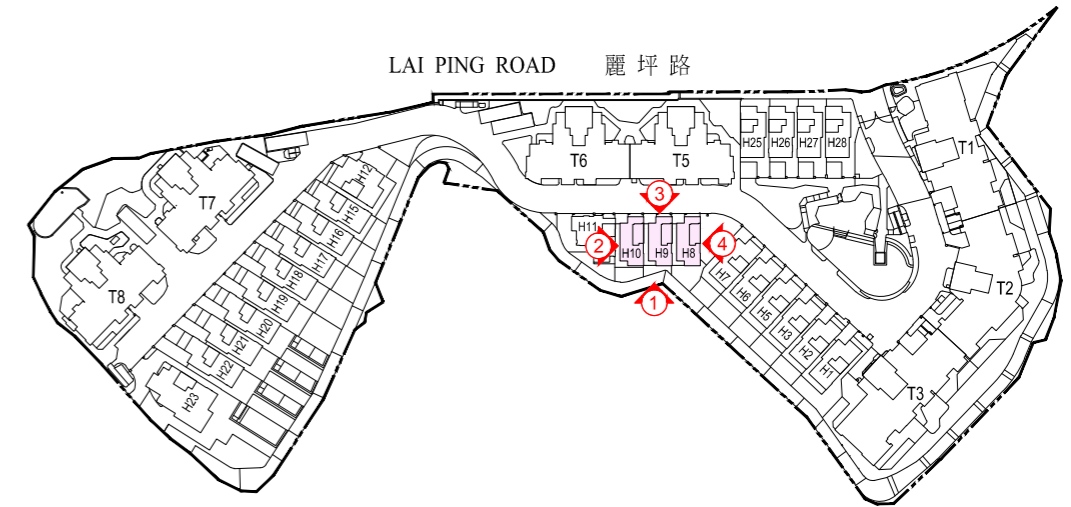 LAI PING ROAD 麗坪路
T6
T5
H25
H26
H27
H28
T1
T7
H12
H15
H16
H17
H18
H19
H20
H21
H22
H23
T8
3
H11
2
H10
H9
H8
4
1
H7
H6
H5
H3
H2
H1
T2
T3